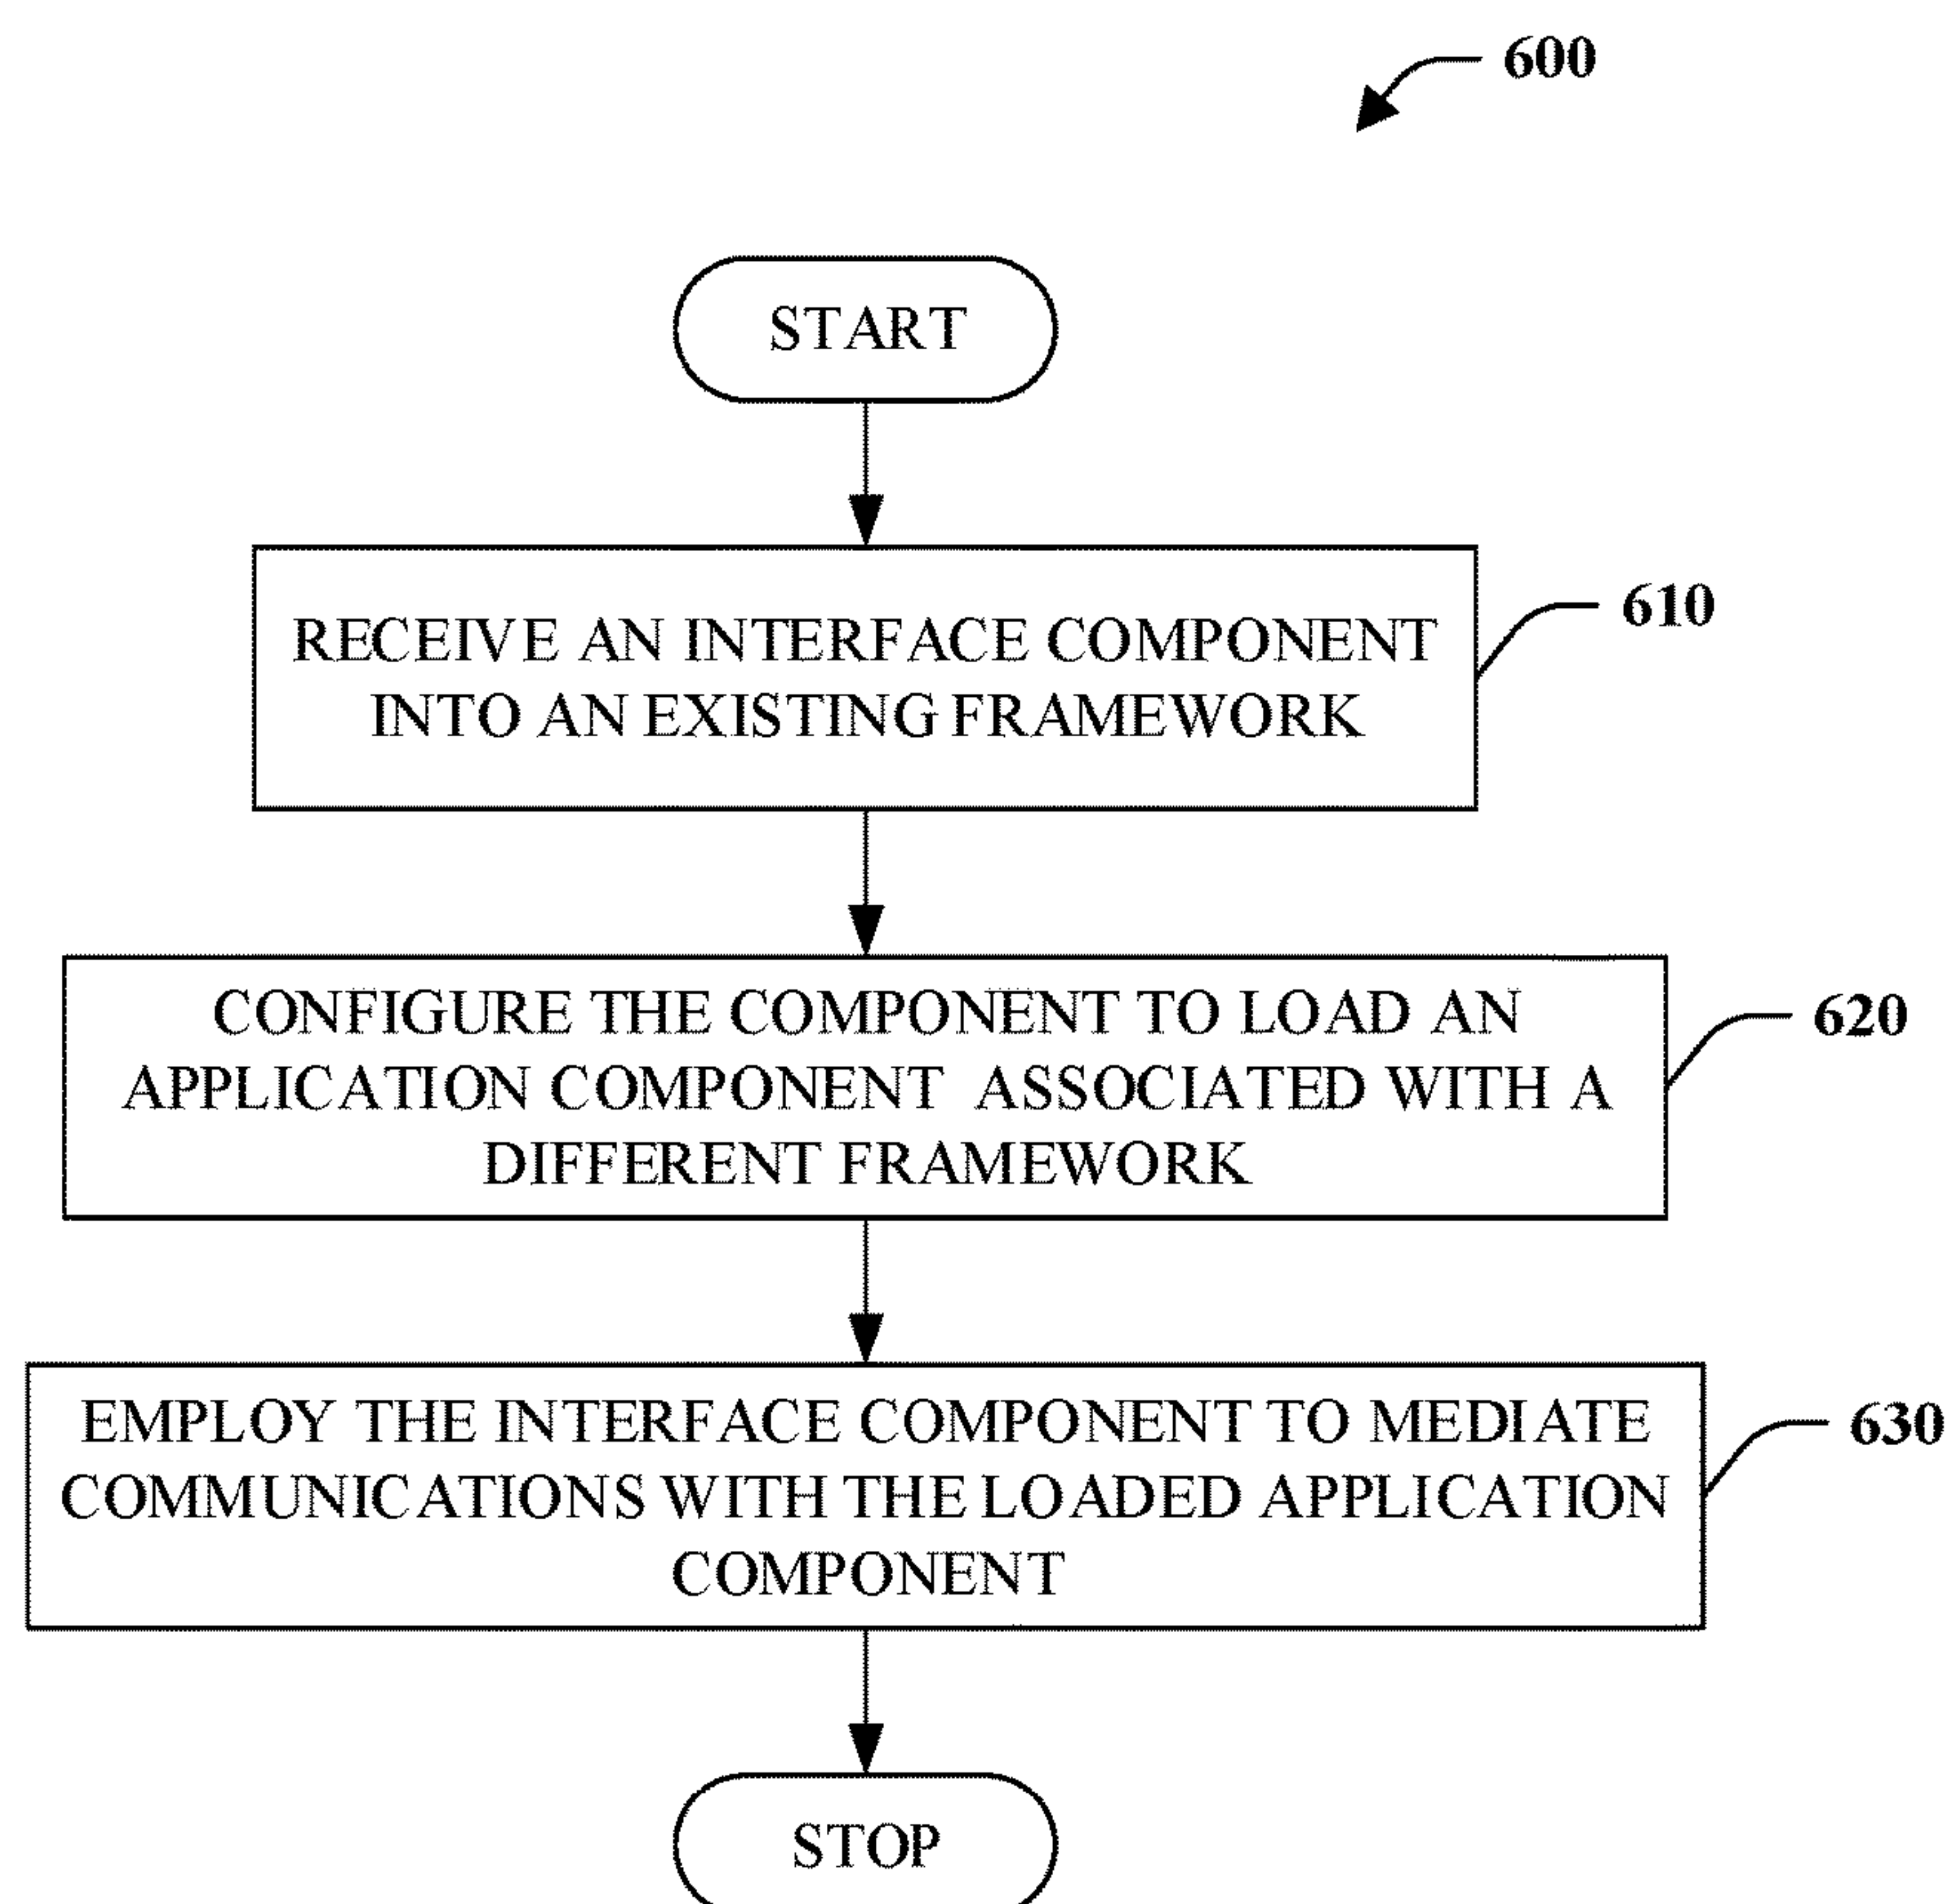 600
START
RECEIVE AN INTERFACE COMPONENT
INTO AN EXISTING FRAMEWORK
610
CONFIGURE THE COMPONENT TO LOAD AN
APPLICATION COMPONENT ASSOCIATED WITH A
DIFFERENT FRAMEWORK
620
EMPLOY THE INTERFACE COMPONENT TO MEDIATE
COMMUNICATIONS WITH THE LOADED APPLICATION
COMPONENT
630
STOP